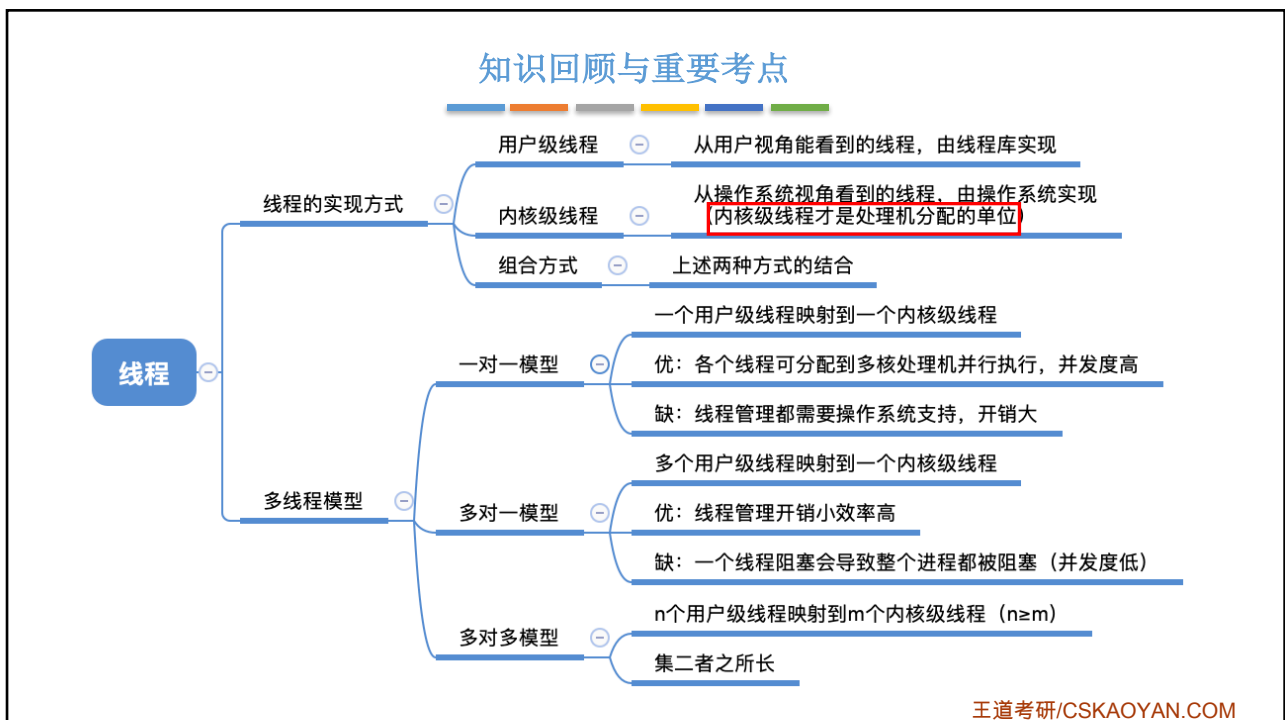 知识回顾与重要考点
线程
线程的实现方式
用户级线程
从用户视角能看到的线程，由线程库实现
内核级线程
从操作系统视角看到的线程，由操作系统实现
（内核级线程才是处理机分配的单位）
组合方式
上述两种方式的结合
多线程模型
一对一模型
一个用户级线程映射到一个内核级线程
优：各个线程可分配到多核处理机并行执行，并发度高
缺：线程管理都需要操作系统支持，开销大
多对一模型
多个用户级线程映射到一个内核级线程
优：线程管理开销小效率高
缺：一个线程阻塞会导致整个进程都被阻塞（并发度低）
多对多模型
n个用户级线程映射到m个内核级线程（n≥m）
集二者之所长
王道考研/CSKAOYAN.COM